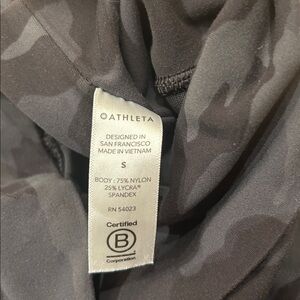 ATHLETA
DESIGNED IN
SAN FRANCISCO
MADE IN VIETNAM
S
BODY : 75% NYLON
25% LYCRA®
SPANDEX
RN 54023
Certified
B
Corporation